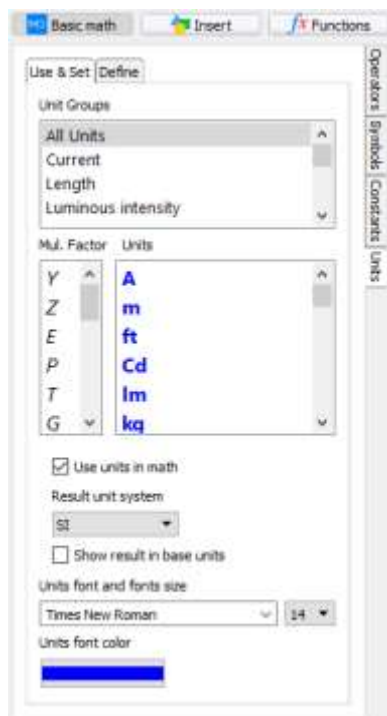 Basic math Insert Functions
Use & Set Define
Unit Groups
All Units
Current
Length
Luminous intensity
Mul. Factor Units
Y A
Z m
E ft
P Cd
T lm
G kg
Use units in math
Result unit system
SI
Show result in base units
Units font and fonts size
Times New Roman 14
Units font color
Operators
Symbols
Constants
Units